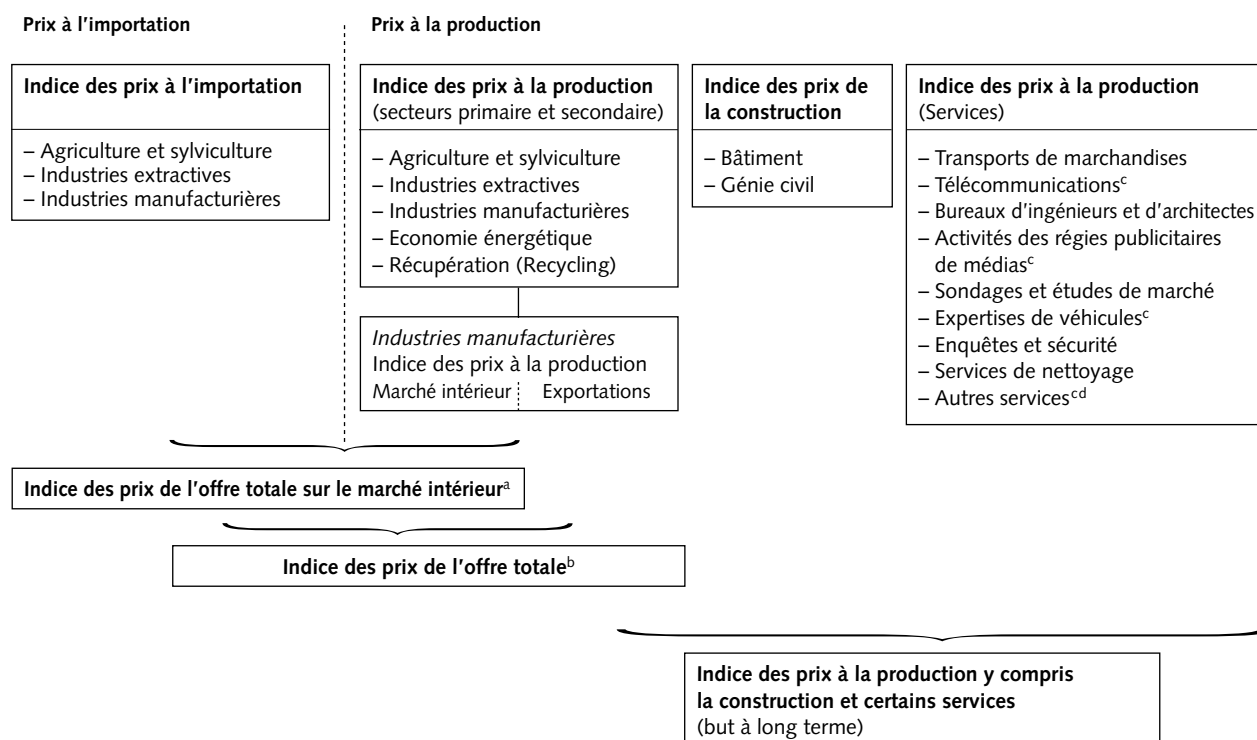 Prix à l'importation
Prix à la production
Indice des prix à l'importation
– Agriculture et sylviculture
– Industries extractives
– Industries manufacturières
Indice des prix à la production
(secteurs primaire et secondaire)
– Agriculture et sylviculture
– Industries extractives
– Industries manufacturières
– Economie énergétique
– Récupération (Recycling)
Industries manufacturières
Indice des prix à la production
Marché intérieur
Exportations
Indice des prix de
la construction
– Bâtiment
– Génie civil
Indice des prix à la production
(Services)
– Transports de marchandises
– Télécommunicationsᶜ
– Bureaux d'ingénieurs et d'architectes
– Activités des régies publicitaires
de médiasᶜ
– Sondages et études de marché
– Expertises de véhiculesᶜ
– Enquêtes et sécurité
– Services de nettoyage
– Autres servicesᶜᵈ
Indice des prix de l'offre totale sur le marché intérieurᵃ
Indice des prix de l'offre totaleᵇ
Indice des prix à la production y compris
la construction et certains services
(but à long terme)